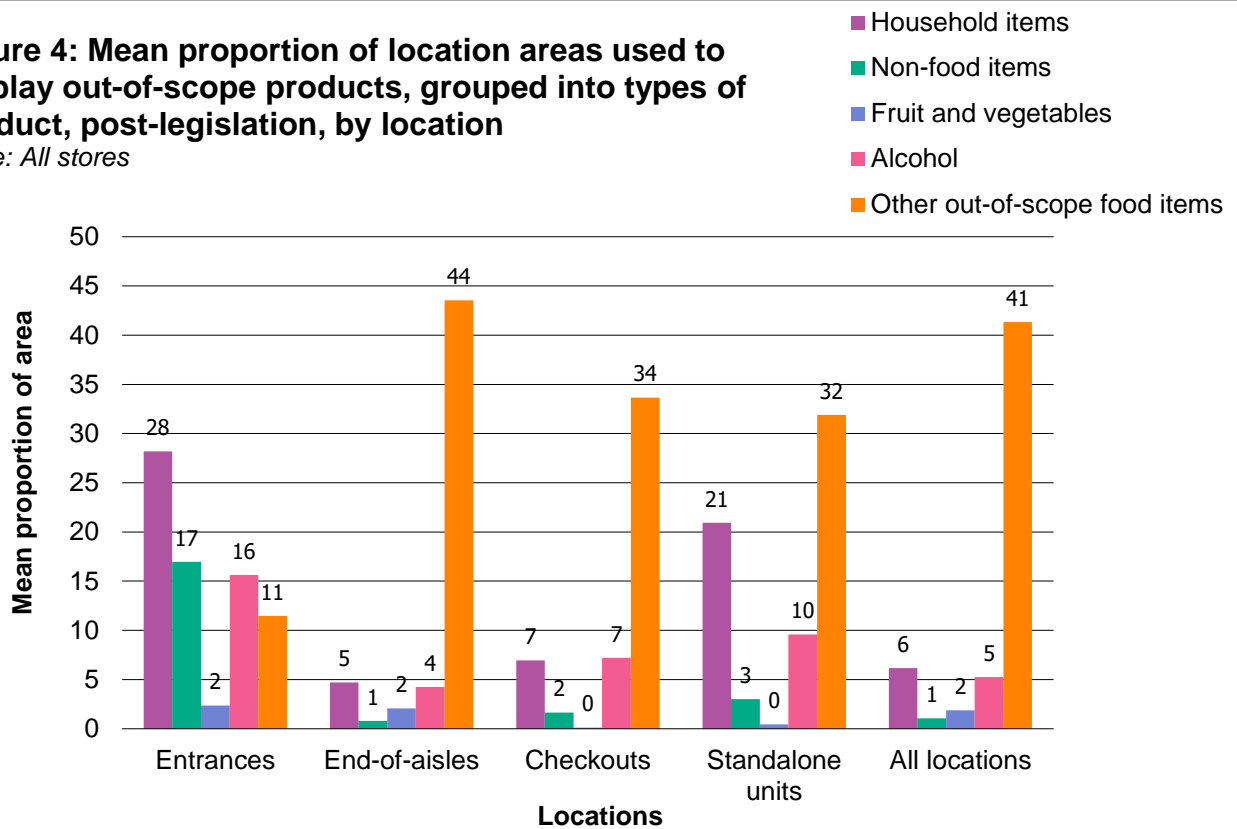 ure 4: Mean proportion of location areas used to
play out-of-scope products, grouped into types of
duct, post-legislation, by location
e: All stores
Household items
Non-food items
Fruit and vegetables
Alcohol
Other out-of-scope food items
Mean proportion of area
50
45
40
35
30
25
20
15
10
5
0
28
17
2
16
11
5
1
2
4
44
7
2
0
7
34
21
3
0
10
32
6
1
2
5
41
Entrances
End-of-aisles
Checkouts
Standalone
units
All locations
Locations